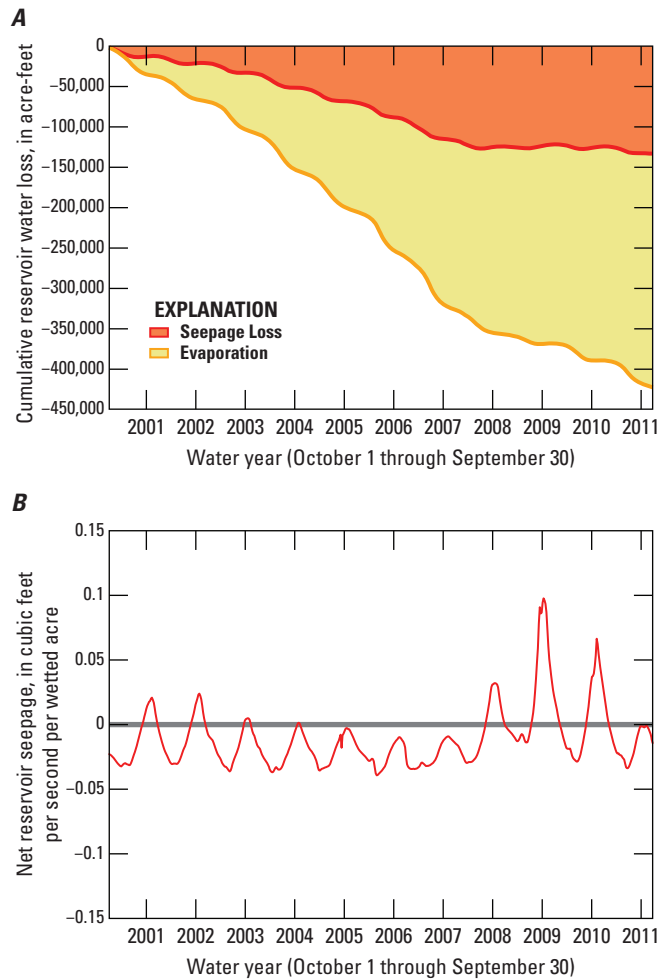 A
Cumulative reservoir water loss, in acre-feet
0
−50,000
−100,000
−150,000
−200,000
−250,000
−300,000
−350,000
−400,000
−450,000
EXPLANATION
Seepage Loss
Evaporation
2001 2002 2003 2004 2005 2006 2007 2008 2009 2010 2011
Water year (October 1 through September 30)
B
Net reservoir seepage, in cubic feet
per second per wetted acre
0.15
0.1
0.05
0
−0.05
−0.1
−0.15
2001 2002 2003 2004 2005 2006 2007 2008 2009 2010 2011
Water year (October 1 through September 30)